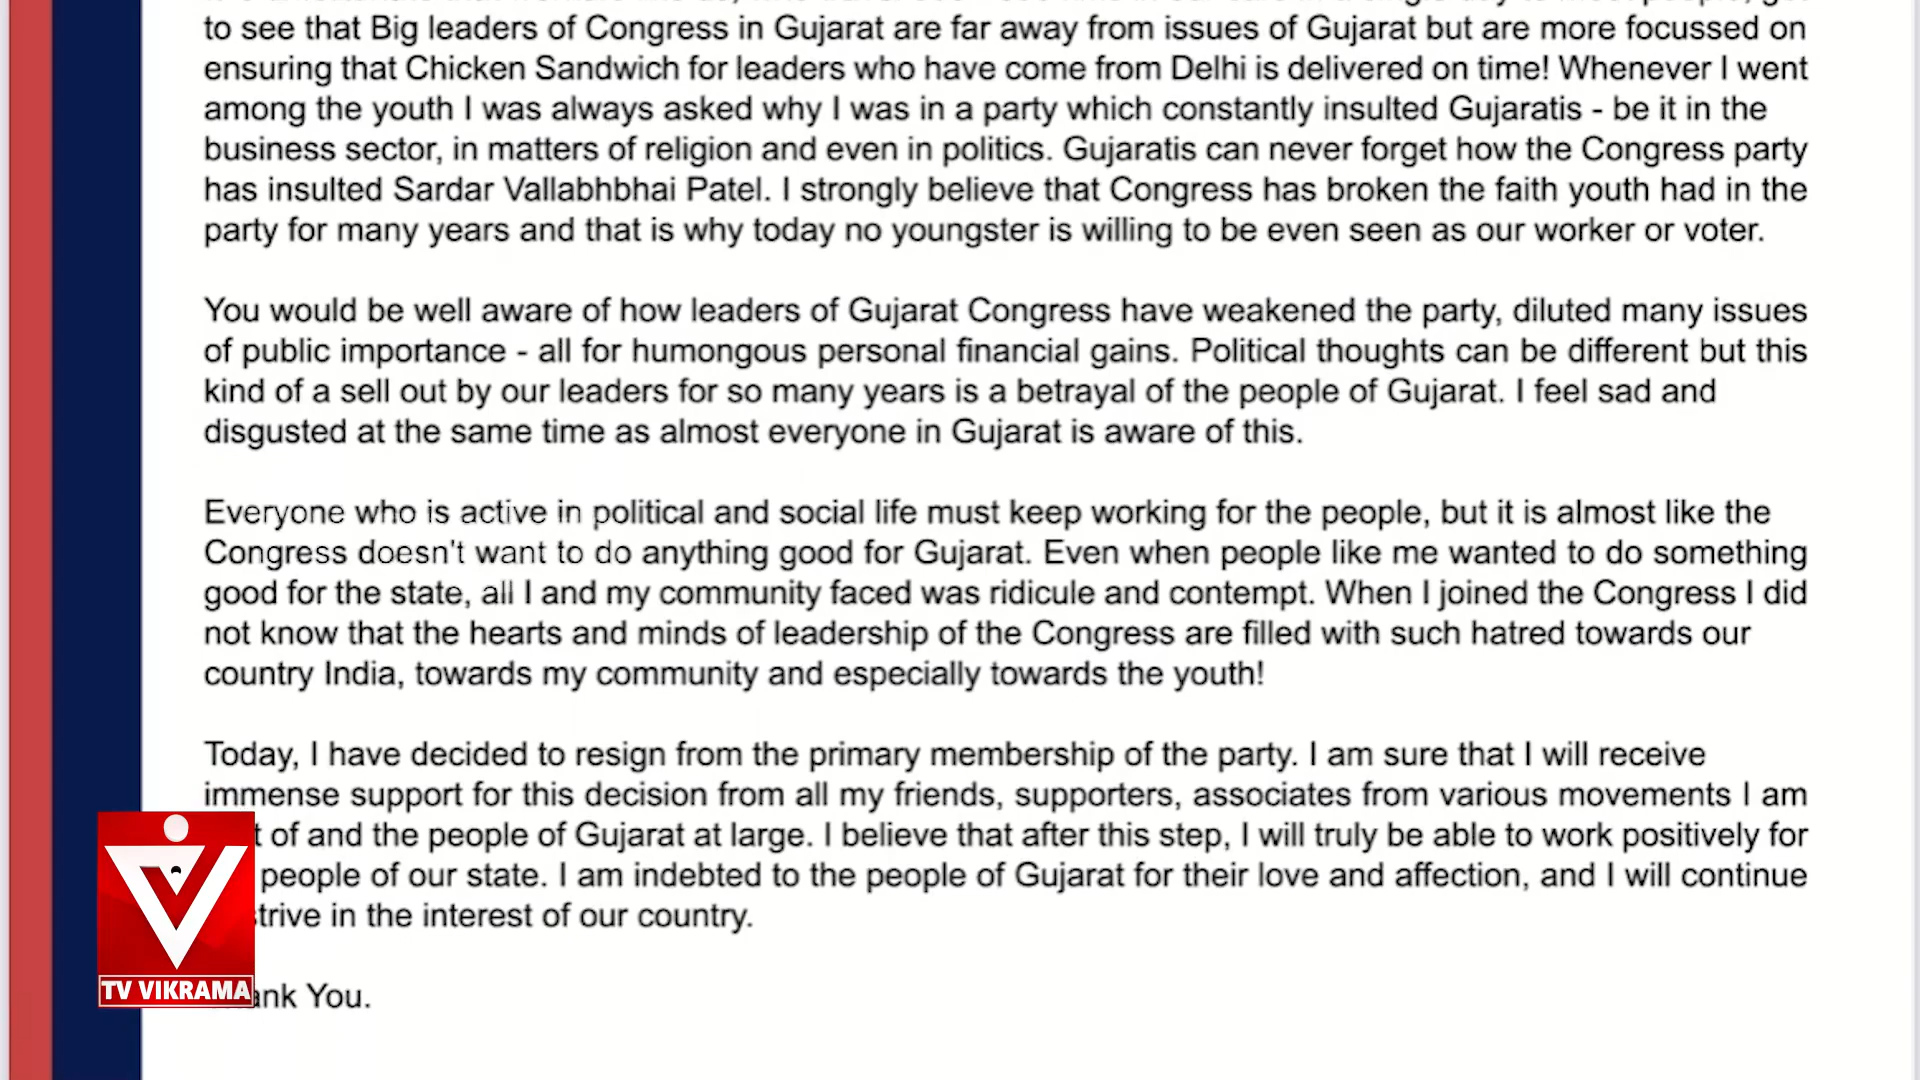 to see that Big leaders of Congress in Gujarat are far away from issues of Gujarat but are more focussed on
ensuring that Chicken Sandwich for leaders who have come from Delhi is delivered on time! Whenever I went
among the youth I was always asked why I was in a party which constantly insulted Gujaratis - be it in the
business sector, in matters of religion and even in politics. Gujaratis can never forget how the Congress party
has insulted Sardar Vallabhbhai Patel. I strongly believe that Congress has broken the faith youth had in the
party for many years and that is why today no youngster is willing to be even seen as our worker or voter.
You would be well aware of how leaders of Gujarat Congress have weakened the party, diluted many issues
of public importance - all for humongous personal financial gains. Political thoughts can be different but this
kind of a sell out by our leaders for so many years is a betrayal of the people of Gujarat. I feel sad and
disgusted at the same time as almost everyone in Gujarat is aware of this.
Everyone who is active in political and social life must keep working for the people, but it is almost like the
Congress doesn't want to do anything good for Gujarat. Even when people like me wanted to do something
good for the state, all I and my community faced was ridicule and contempt. When I joined the Congress I did
not know that the hearts and minds of leadership of the Congress are filled with such hatred towards our
country India, towards my community and especially towards the youth!
Today, I have decided to resign from the primary membership of the party. I am sure that I will receive
immense support for this decision from all my friends, supporters, associates from various movements I am
of and the people of Gujarat at large. I believe that after this step, I will truly be able to work positively for
people of our state. I am indebted to the people of Gujarat for their love and affection, and I will continue
trive in the interest of our country.
ank You.
TV VIKRAMA